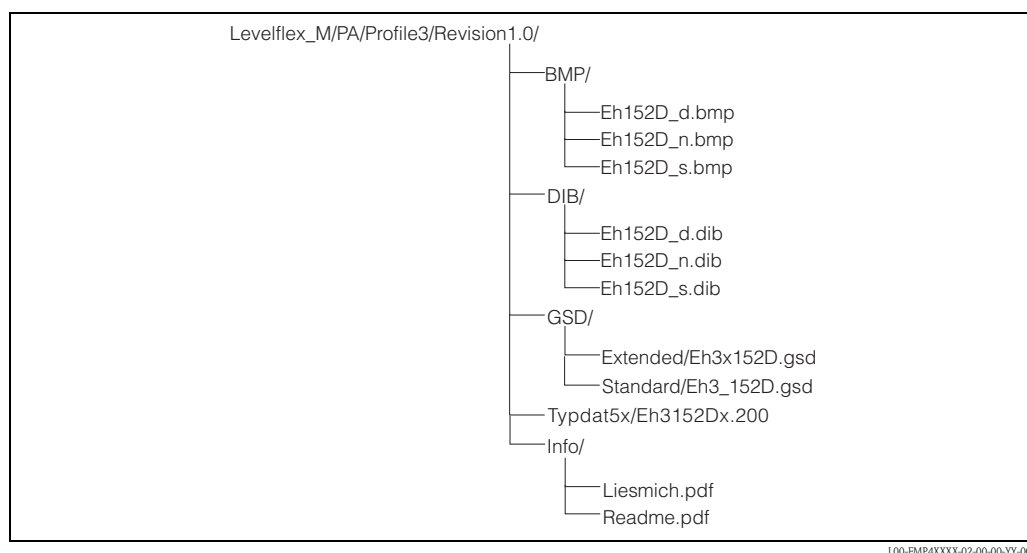 Levelflex_M/PA/Profile3/Revision1.0/
BMP/
Eh152D_d.bmp
Eh152D_n.bmp
Eh152D_s.bmp
DIB/
Eh152D_d.dib
Eh152D_n.dib
Eh152D_s.dib
GSD/
Extended/Eh3x152D.gsd
Standard/Eh3_152D.gsd
Typdat5x/Eh3152Dx.200
Info/
Liesmich.pdf
Readme.pdf